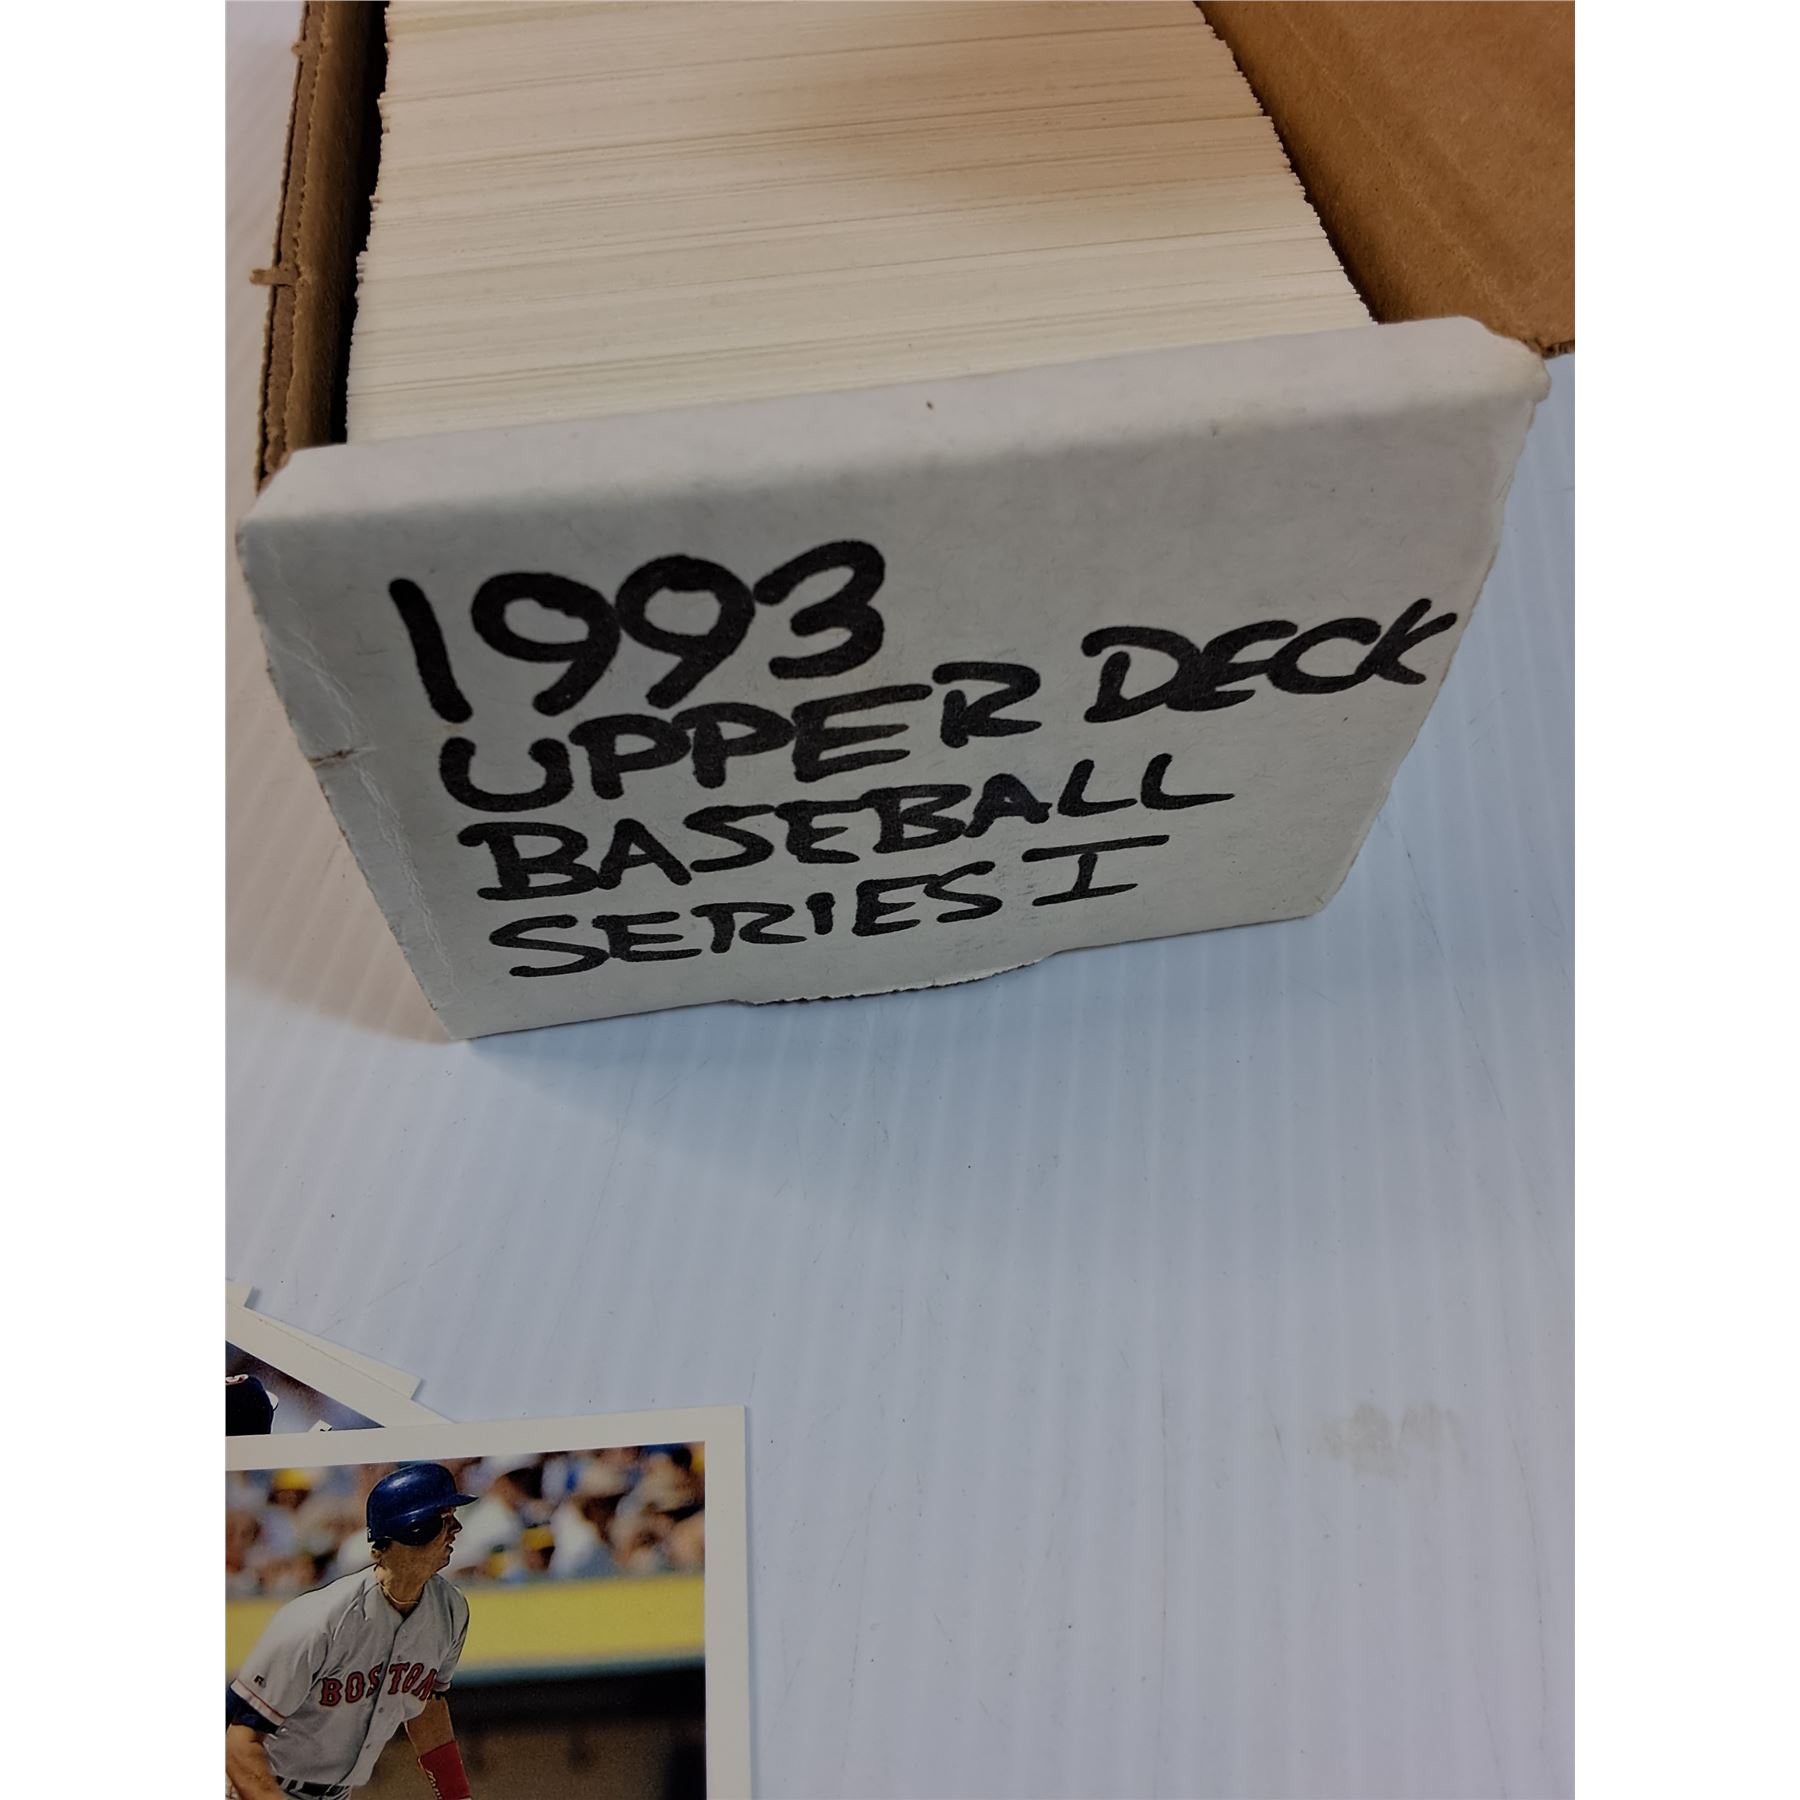 1993
UPPER DECK
BASEBALL
SERIES I
BOSTON